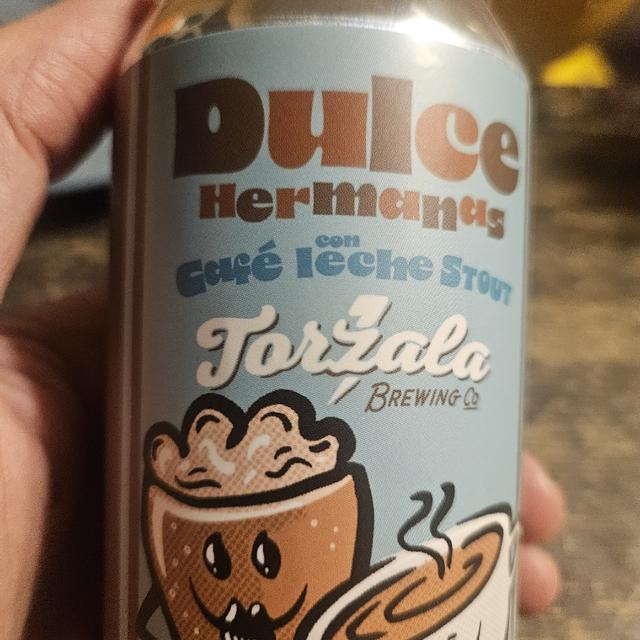 Dulce
Hermanas
Café con leche STOUT
Torzala
BREWING Co